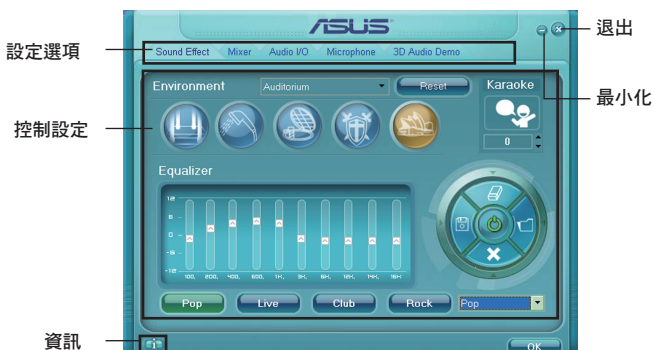 ASUS
退出
設定選項
Sound Effect Mixer Audio I/O Microphone 3D Audio Demo
最小化
Environment Auditorium Reset Karaoke
控制設定
0
Equalizer
12
6
0
-6
-12
100, 200, 400, 600, 1K, 3K, 6K, 12K, 14K, 16K
Pop Live Club Rock Pop
資訊
OK